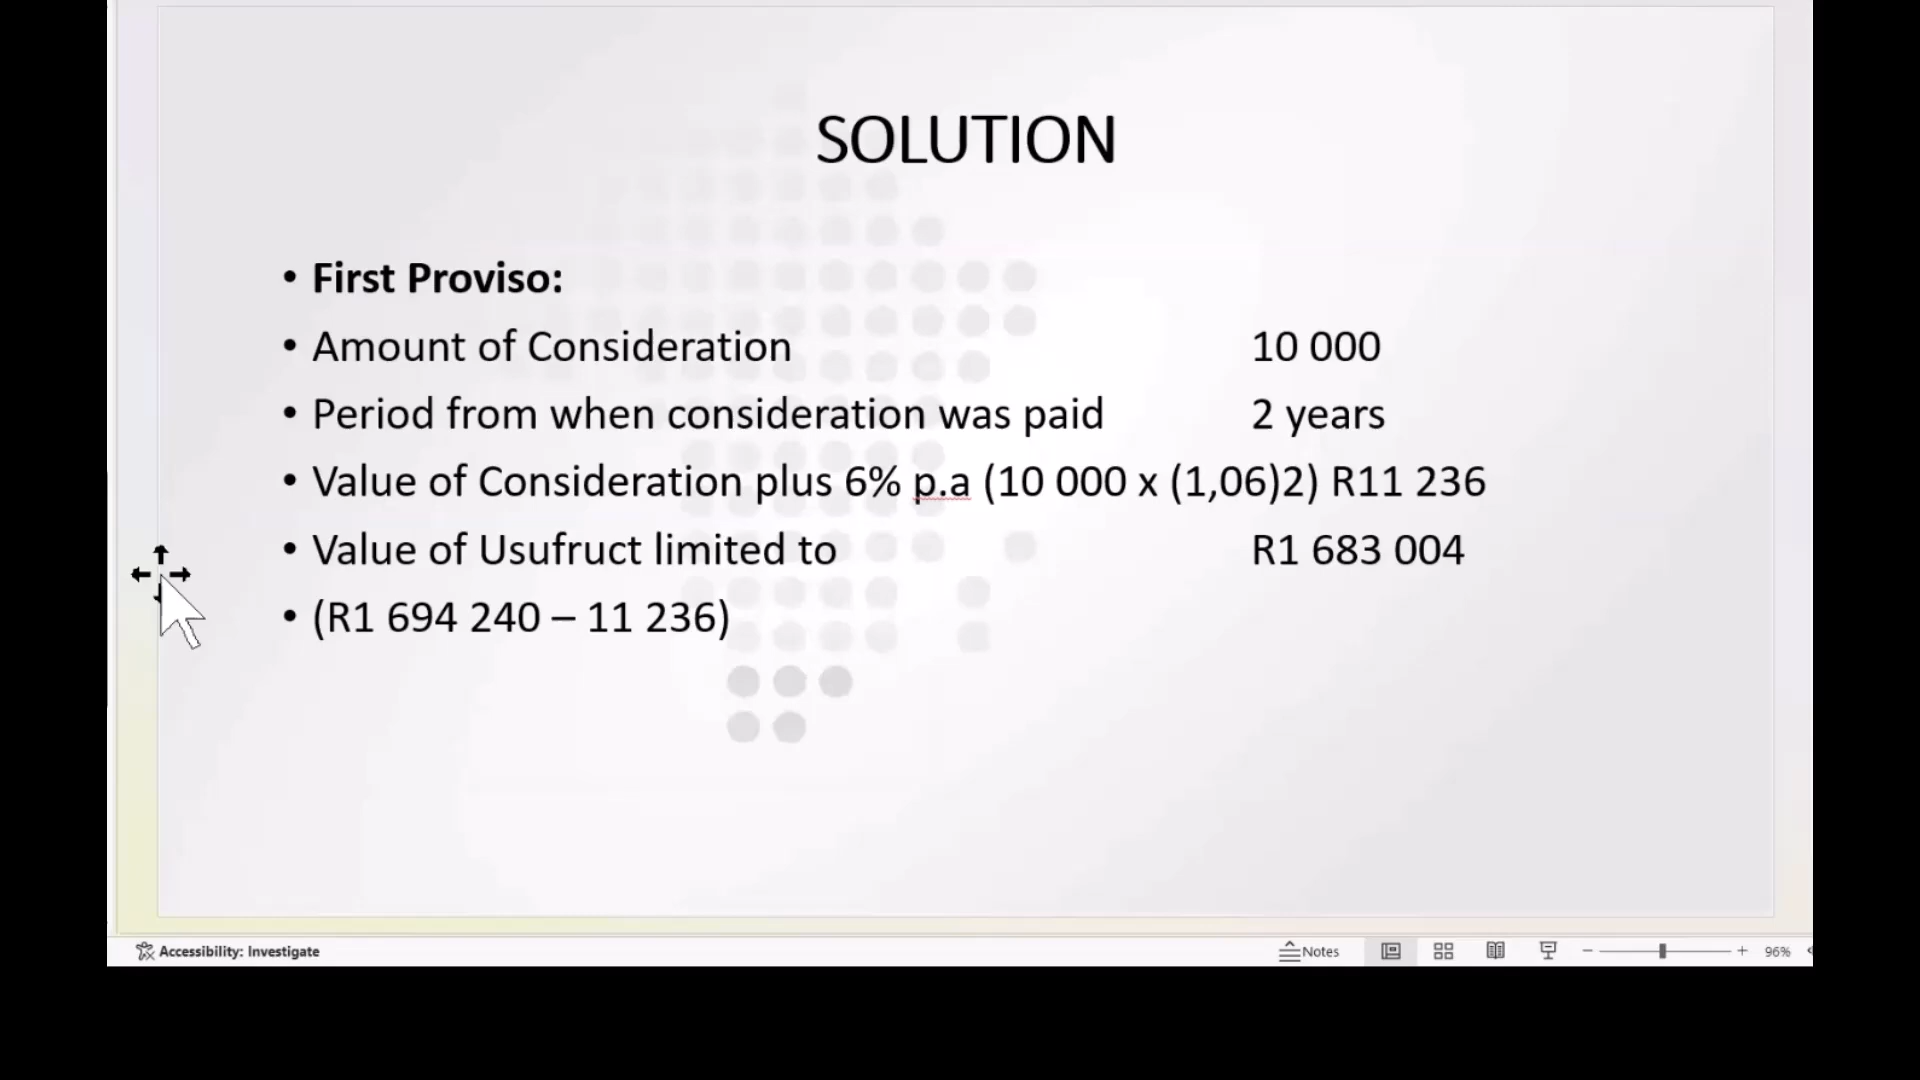 SOLUTION
• First Proviso:
• Amount of Consideration 10 000
• Period from when consideration was paid 2 years
• Value of Consideration plus 6% p.a (10 000 x (1,06)2) R11 236
• Value of Usufruct limited to R1 683 004
• (R1 694 240 – 11 236)
Accessibility: Investigate Notes 96%